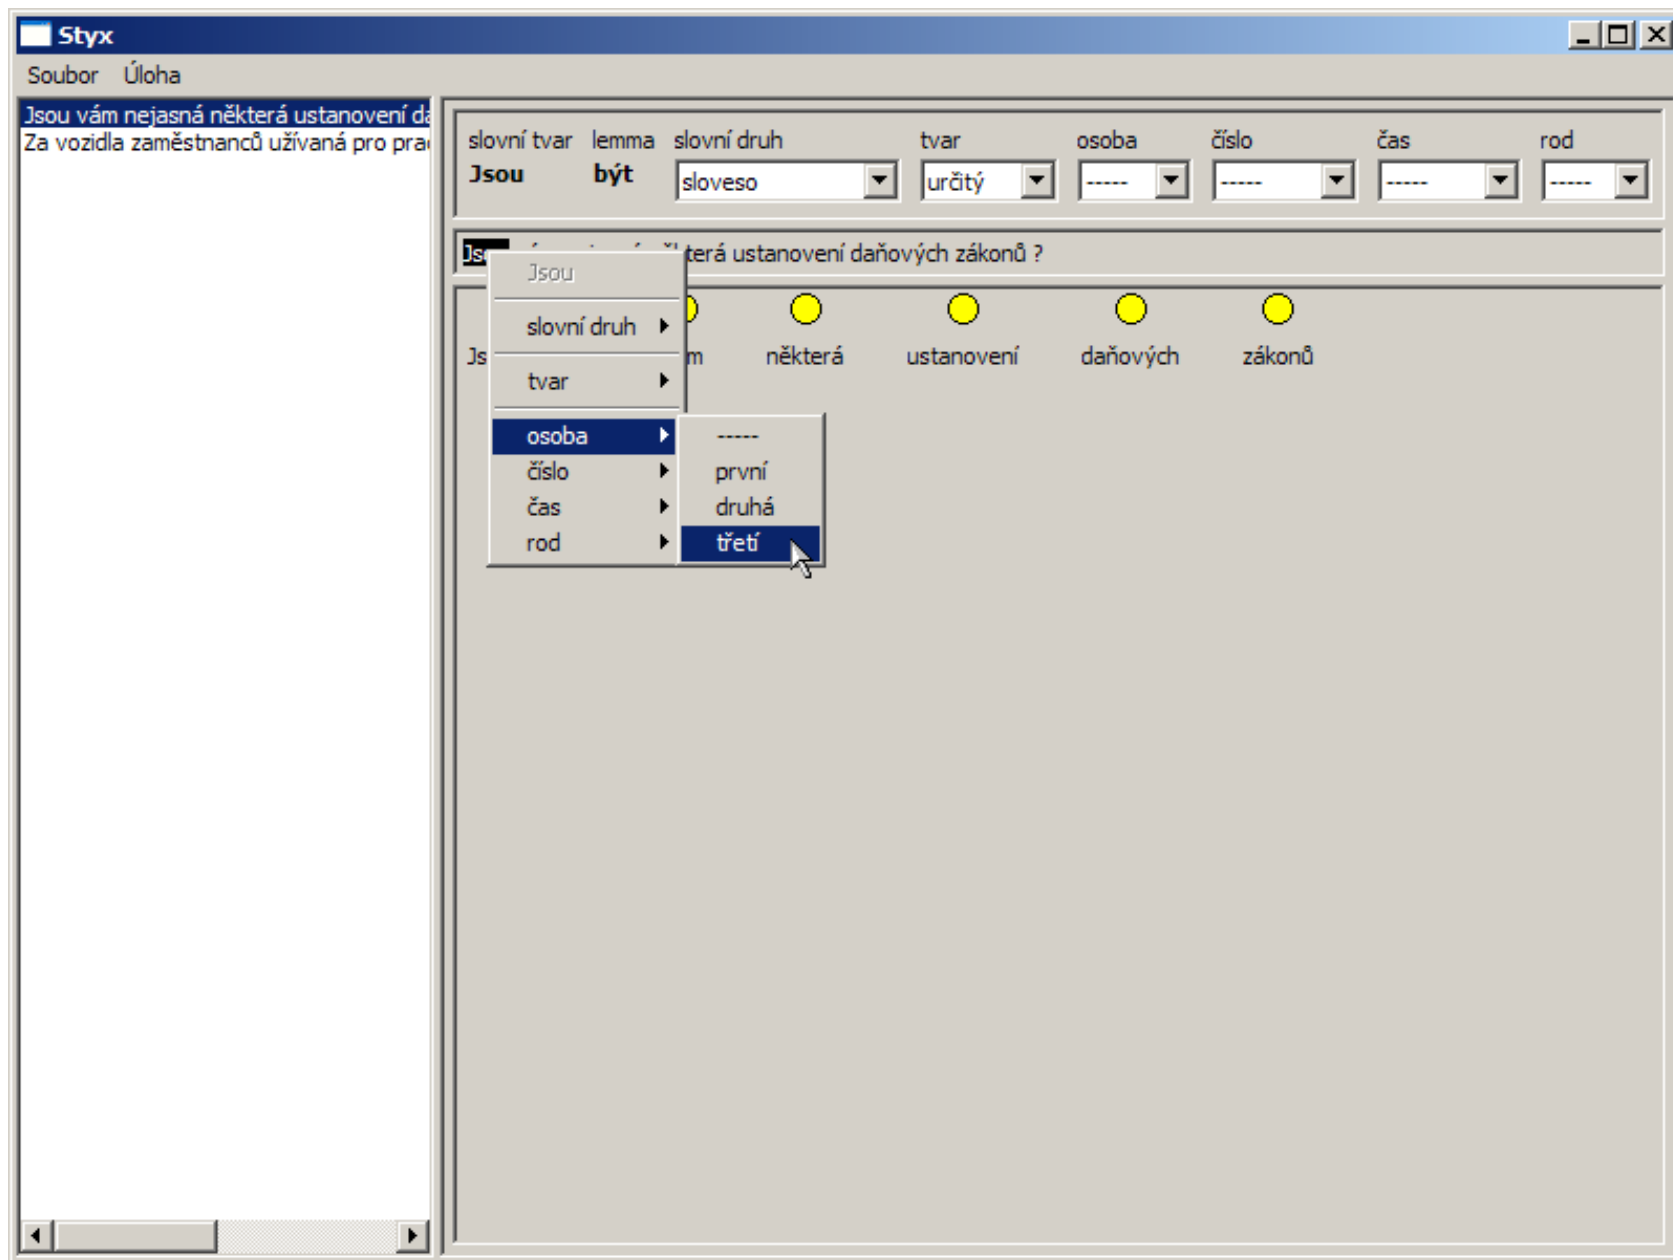 Styx
Soubor Úloha
Jsou vám nejasná některá ustanovení
Za vozidla zaměstnanců užívaná pro
slovní tvar lemma slovní druh tvar osoba číslo čas rod
Jsou být sloveso určitý ----- ----- ----- -----
ustanovení daňových zákonů ?
Jsou
slovní druh
některá ustanovení daňových zákonů
tvar
osoba -----
číslo první
čas druhá
rod třetí